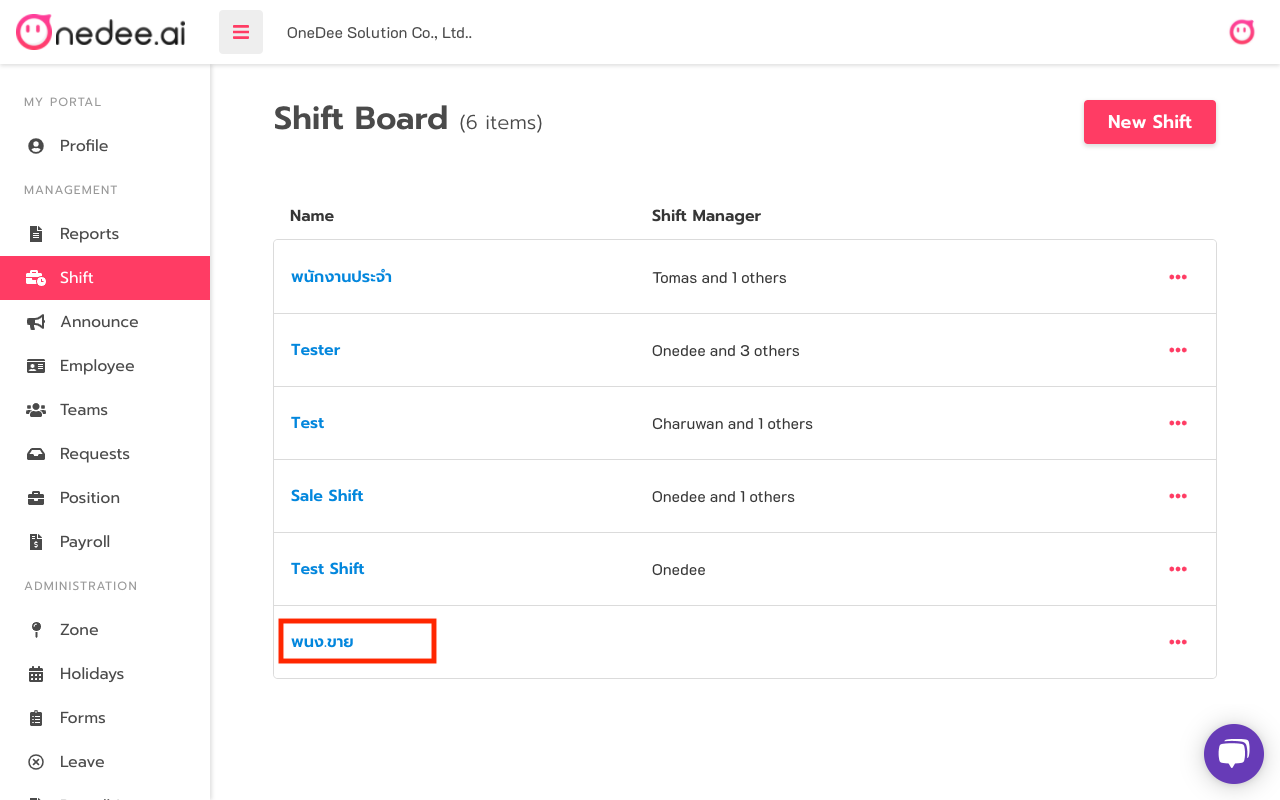 Onedee.ai
OneDee Solution Co., Ltd..
MY PORTAL
Profile
MANAGEMENT
Reports
Shift
Announce
Employee
Teams
Requests
Position
Payroll
ADMINISTRATION
Zone
Holidays
Forms
Leave
Shift Board (6 items)
New Shift
Name Shift Manager
พนักงานประจำ Tomas and 1 others
Tester Onedee and 3 others
Test Charuwan and 1 others
Sale Shift Onedee and 1 others
Test Shift Onedee
พนง.ขาย